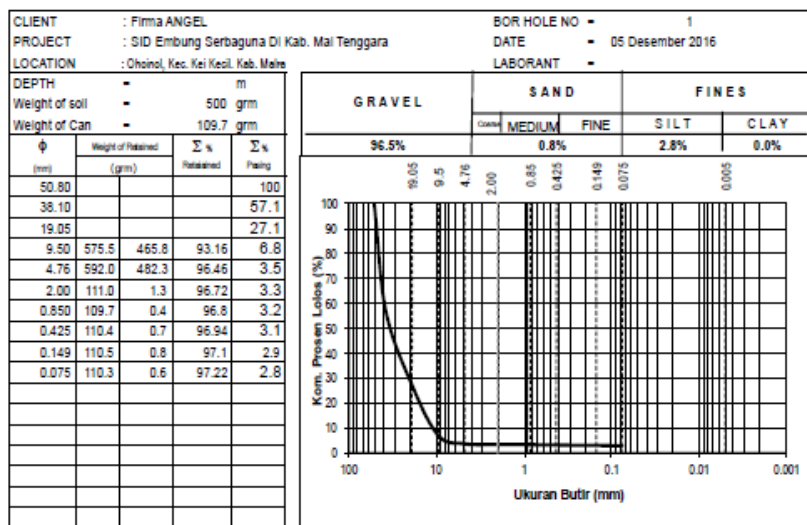 CLIENT : Firma ANGEL BOR HOLE NO = 1
PROJECT : SID Embung Serbaguna Di Kab. Mal Tenggara DATE = 05 Desember 2016
LOCATION : Ohoinol, Kec. Kei Kecil. Kab. Malra LABORANT =
DEPTH = m
Weight of soil = 500 grm
Weight of Can = 109.7 grm
GRAVEL SAND FINES
Coarse MEDIUM FINE SILT CLAY
96.5% 0.8% 2.8% 0.0%
ϕ Weight of Retained Σ % Σ %
(mm) (grm) Retained Pasing
50.80 100
38.10 57.1
19.05 27.1
9.50 575.5 465.8 93.16 6.8
4.76 592.0 482.3 96.46 3.5
2.00 111.0 1.3 96.72 3.3
0.850 109.7 0.4 96.8 3.2
0.425 110.4 0.7 96.94 3.1
0.149 110.5 0.8 97.1 2.9
0.075 110.3 0.6 97.22 2.8
19.05 9.5 4.76 2.00 0.85 0.425 0.149 0.075 0.005
Kom. Prosen Lolos (%)
100
90
80
70
60
50
40
30
20
10
0
100 10 1 0.1 0.01 0.001
Ukuran Butir (mm)